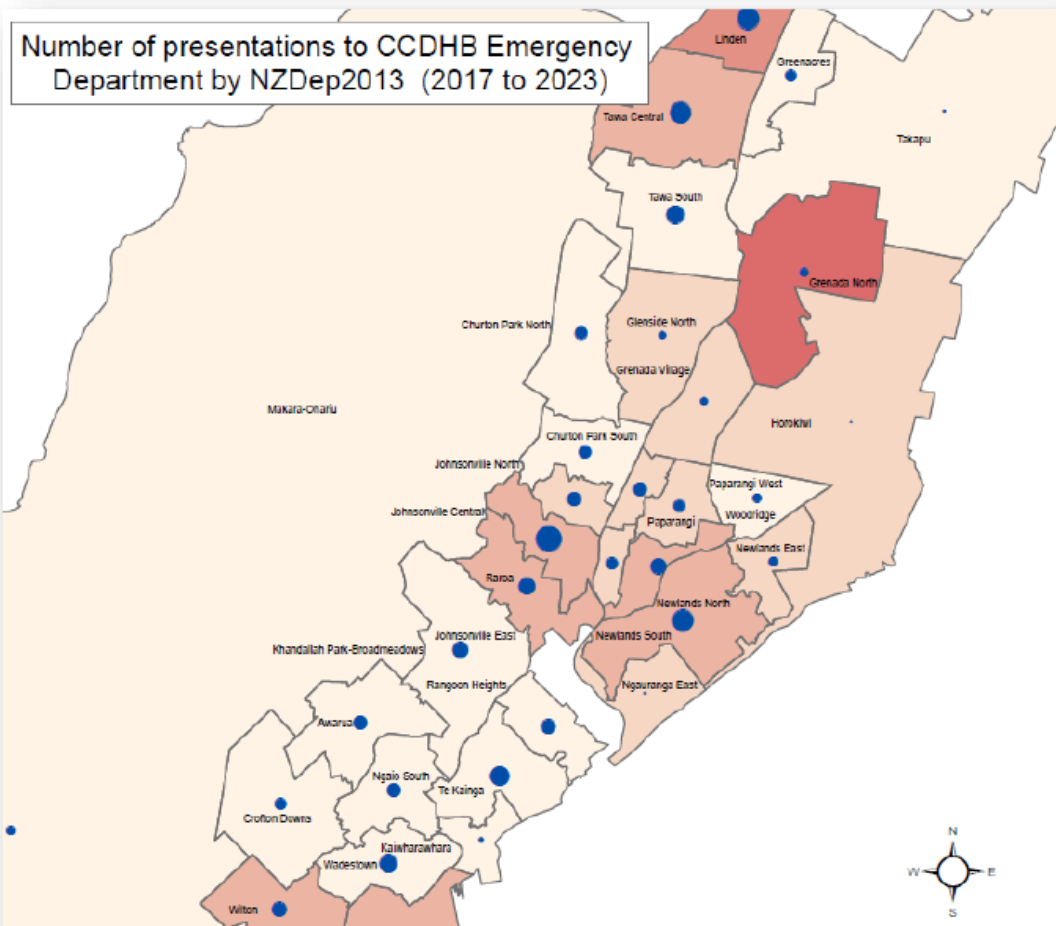 Number of presentations to CCDHB Emergency
Department by NZDep2013 (2017 to 2023)
Linden
Greenacres
Tawa Central
Takapu
Tawa South
Grenada North
Churton Park North
Glenside North
Grenada Village
Makara-Ohariu
Horokiwi
Churton Park South
Johnsonville North
Paparangi West
Johnsonville Central
Woodridge
Paparangi
Newlands East
Raroa
Newlands North
Johnsonville East
Newlands South
Khandallah Park-Broadmeadows
Rangoon Heights
Ngauranga East
Awarua
Ngaio South
Te Kainga
Crofton Downs
Kaiwharawhara
Wadestown
Wilton
N
W
E
S